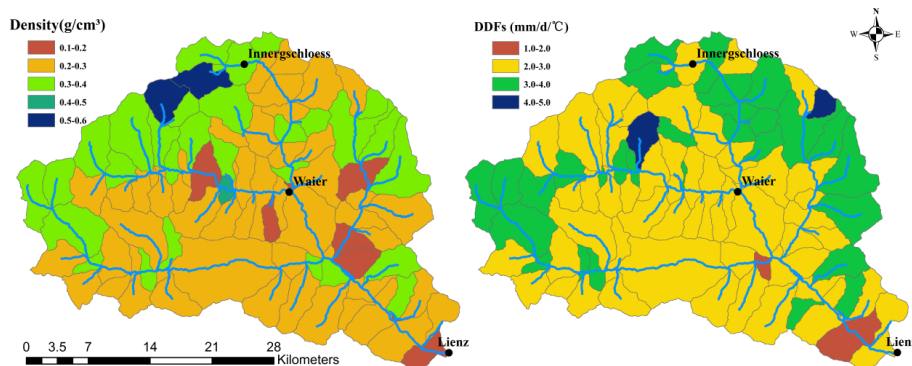 Density(g/cm³)
0.1-0.2
0.2-0.3
0.3-0.4
0.4-0.5
0.5-0.6
Innergschloess
Waier
Lienz
0 3.5 7 14 21 28
Kilometers
DDFs (mm/d/℃)
1.0-2.0
2.0-3.0
3.0-4.0
4.0-5.0
Innergschloess
Waier
Lien
N
W E
S